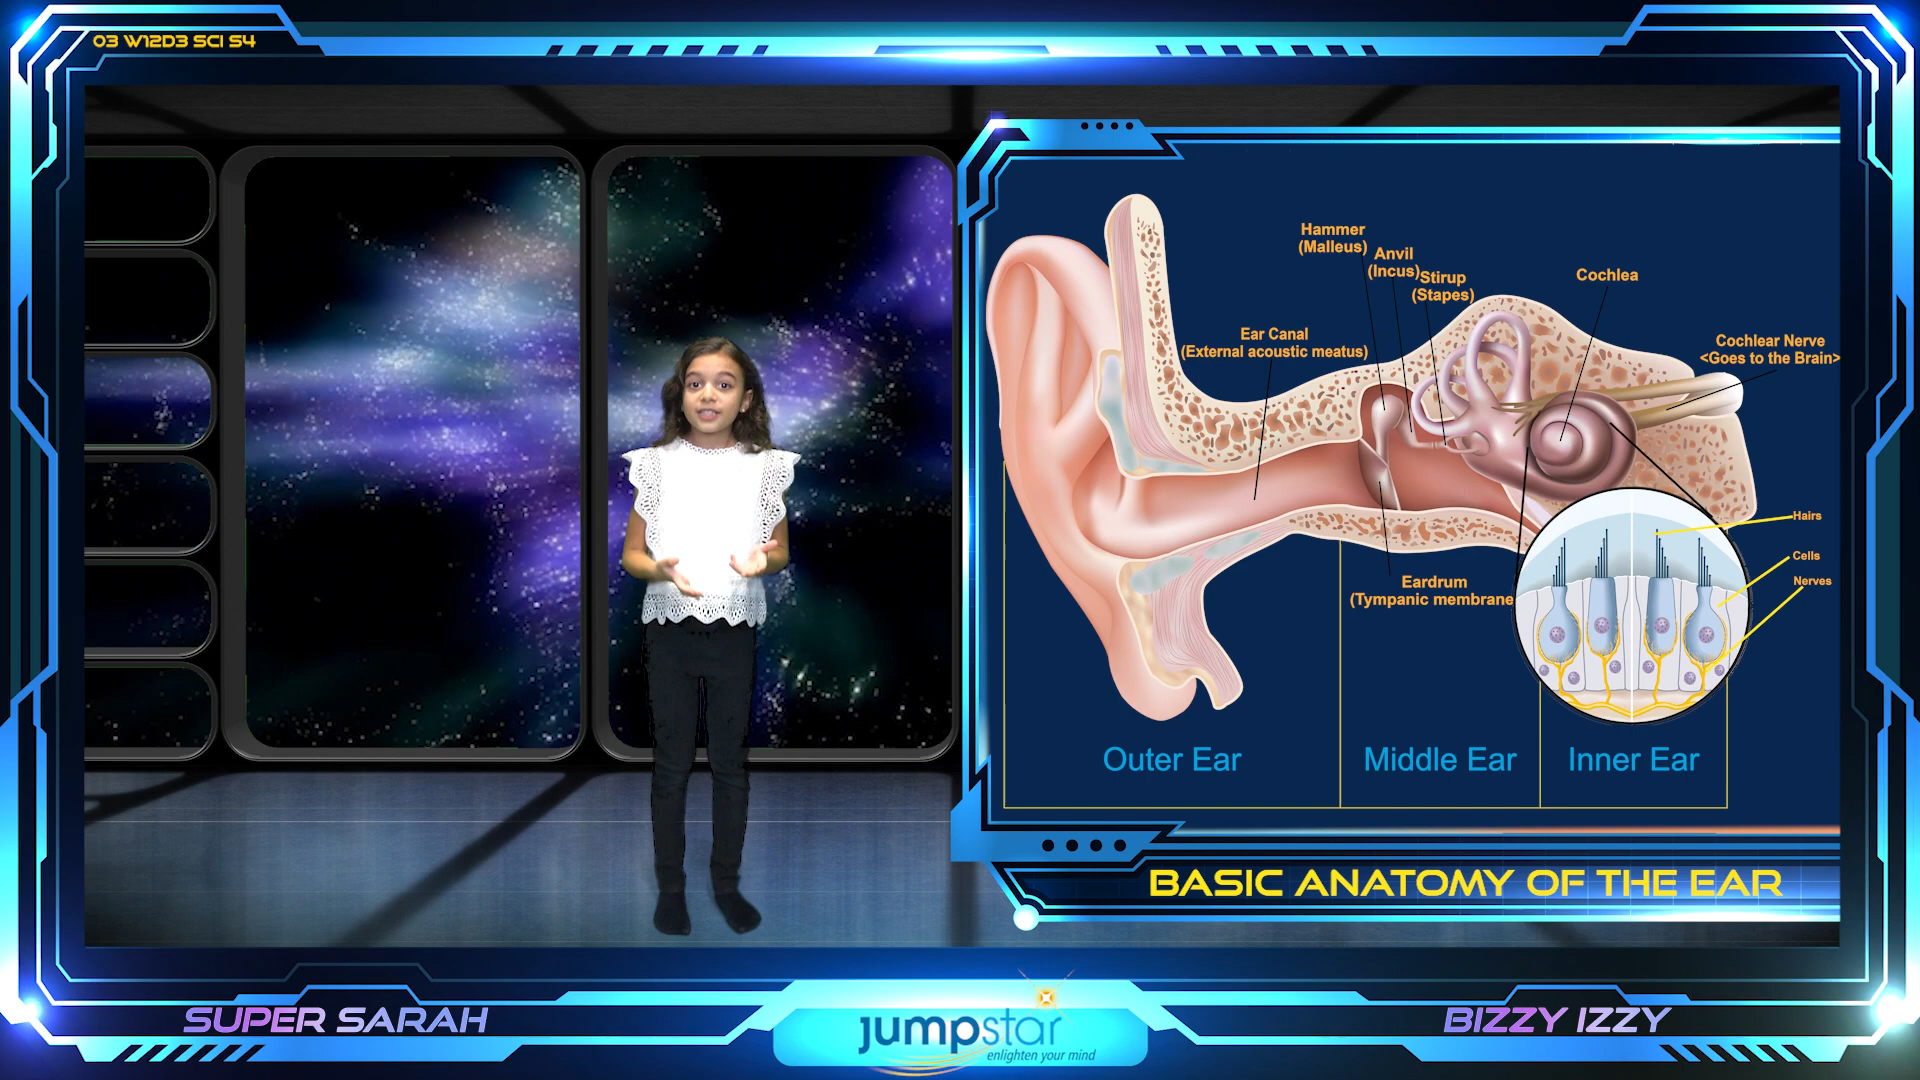 03 W12D3 SCI S4
Hammer
(Malleus)
Anvil
(Incus)
Stirup
(Stapes)
Cochlea
Ear Canal
(External acoustic meatus)
Cochlear Nerve
<Goes to the Brain>
Hairs
Cells
Nerves
Eardrum
(Tympanic membrane
Outer Ear
Middle Ear
Inner Ear
BASIC ANATOMY OF THE EAR
SUPER SARAH
jumpstar
enlighten your mind
BIZZY IZZY